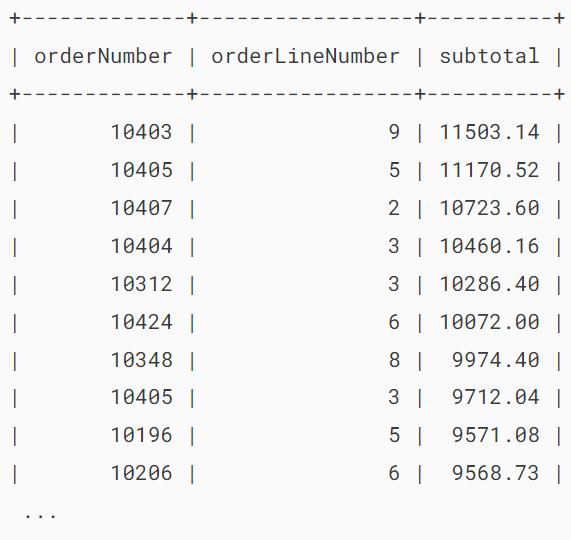 +-------------+-----------------+----------+
| orderNumber | orderLineNumber | subtotal |
+-------------+-----------------+----------+
|       10403 |               9 | 11503.14 |
|       10405 |               5 | 11170.52 |
|       10407 |               2 | 10723.60 |
|       10404 |               3 | 10460.16 |
|       10312 |               3 | 10286.40 |
|       10424 |               6 | 10072.00 |
|       10348 |               8 |  9974.40 |
|       10405 |               3 |  9712.04 |
|       10196 |               5 |  9571.08 |
|       10206 |               6 |  9568.73 |
 ...